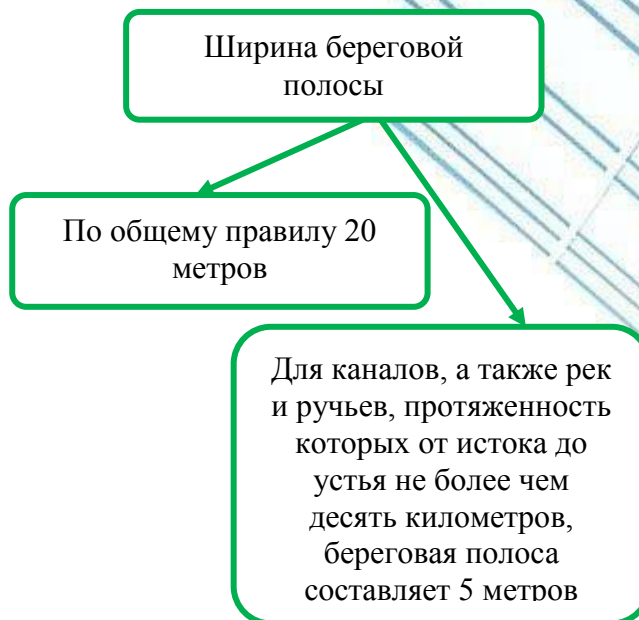 Ширина береговой
полосы
По общему правилу 20
метров
Для каналов, а также рек
и ручьев, протяженность
которых от истока до
устья не более чем
десять километров,
береговая полоса
составляет 5 метров